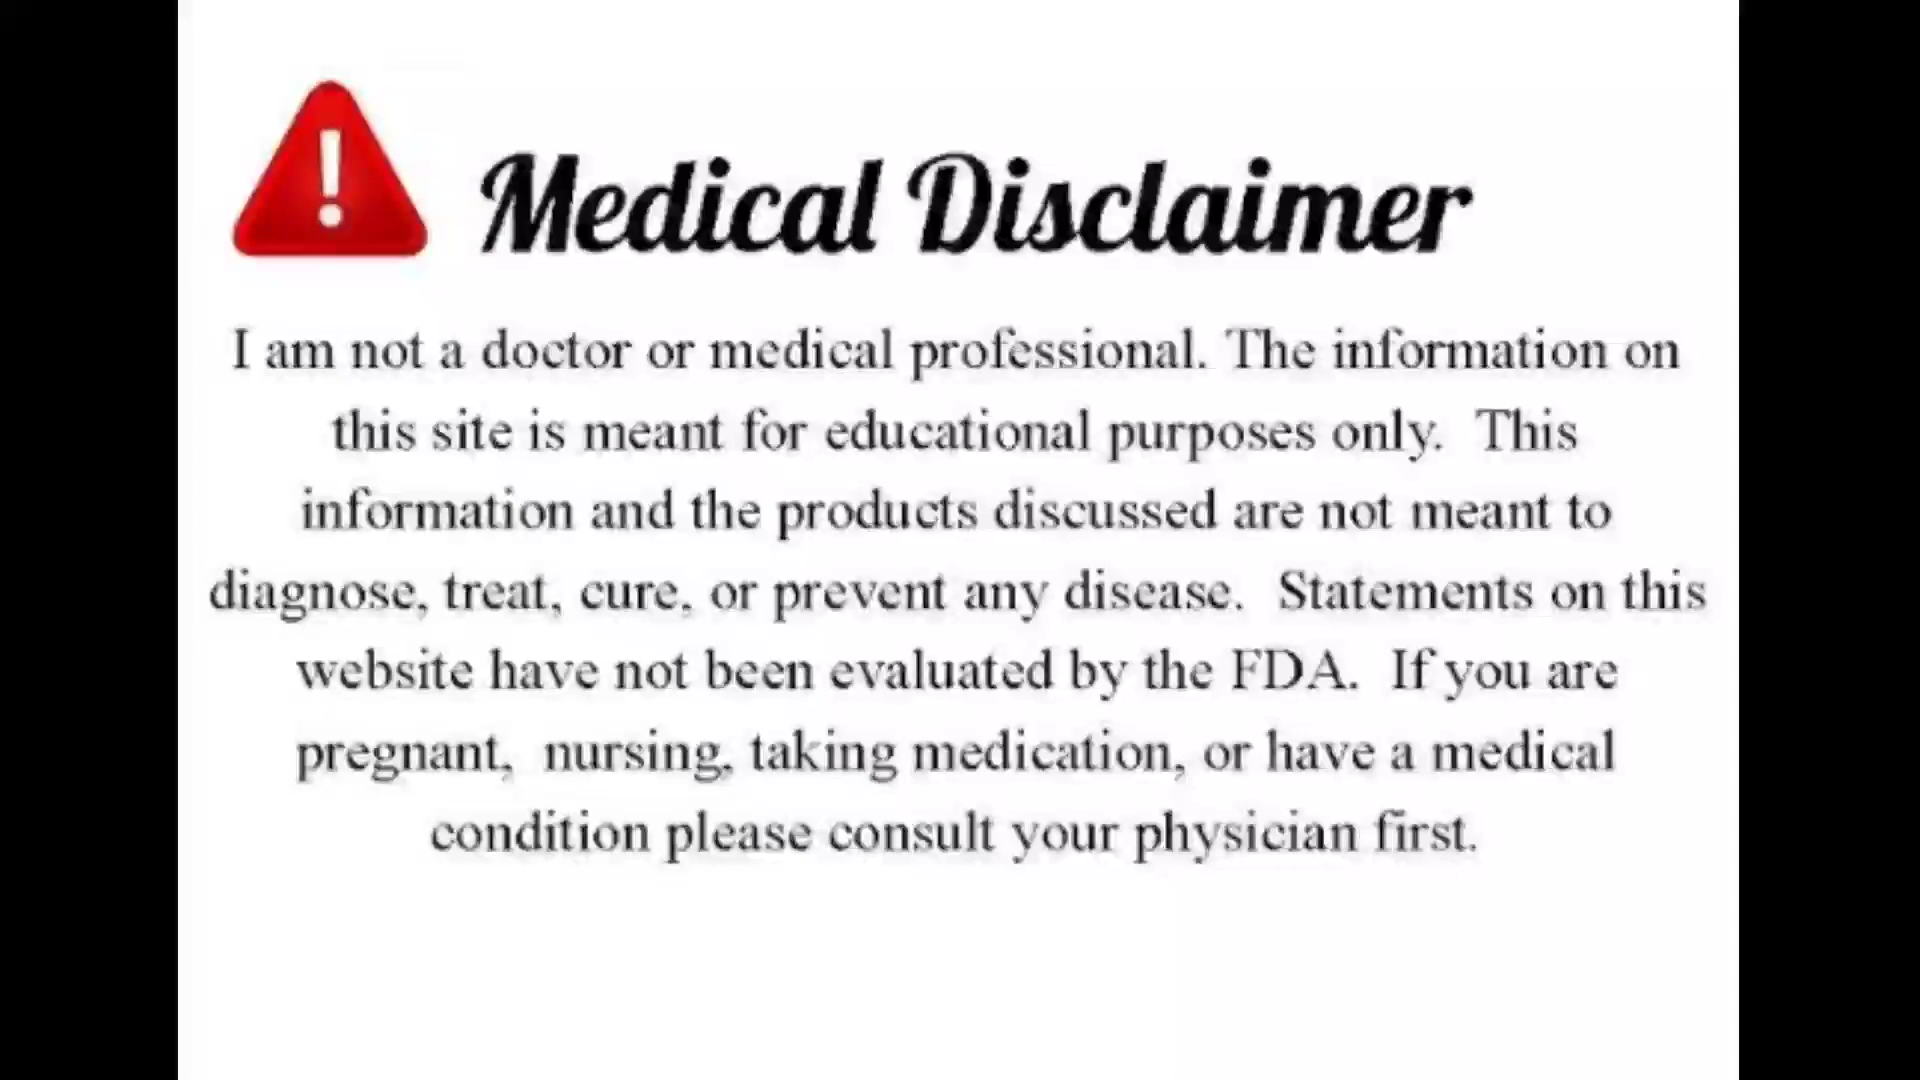 Medical Disclaimer
I am not a doctor or medical professional. The information on
this site is meant for educational purposes only. This
information and the products discussed are not meant to
diagnose, treat, cure, or prevent any disease. Statements on this
website have not been evaluated by the FDA. If you are
pregnant, nursing, taking medication, or have a medical
condition please consult your physician first.